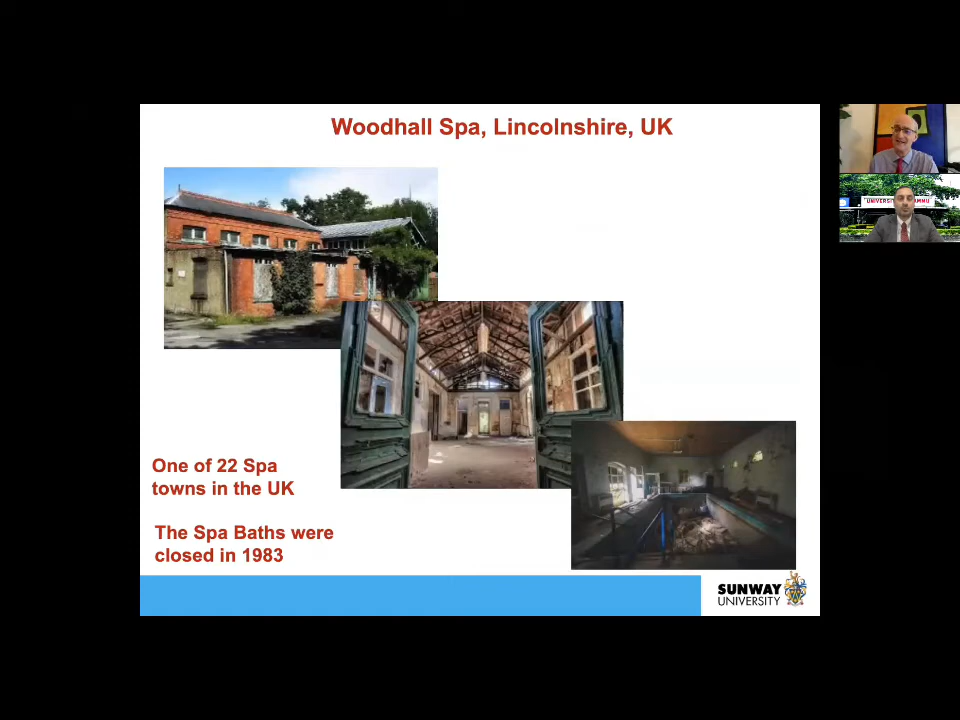 Woodhall Spa, Lincolnshire, UK
One of 22 Spa
towns in the UK
The Spa Baths were
closed in 1983
SUNWAY
UNIVERSITY